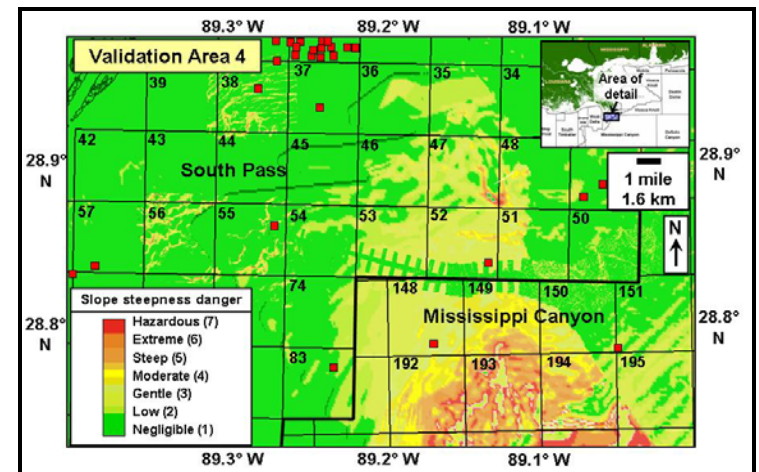 89.3° W 89.2° W 89.1° W
Validation Area 4
39 38 37 36 35 34
Area of
detail
42 43 44 45 46 47 48
South Pass
28.9°
N
28.9°
N
1 mile
1.6 km
57 56 55 54 53 52 51 50
N
74 148 149 150 151
Slope steepness danger
Hazardous (7)
Extreme (6)
Steep (5)
Moderate (4)
Gentle (3)
Low (2)
Negligible (1)
Mississippi Canyon
28.8°
N
28.8°
N
83 192 193 194 195
89.3° W 89.2° W 89.1° W